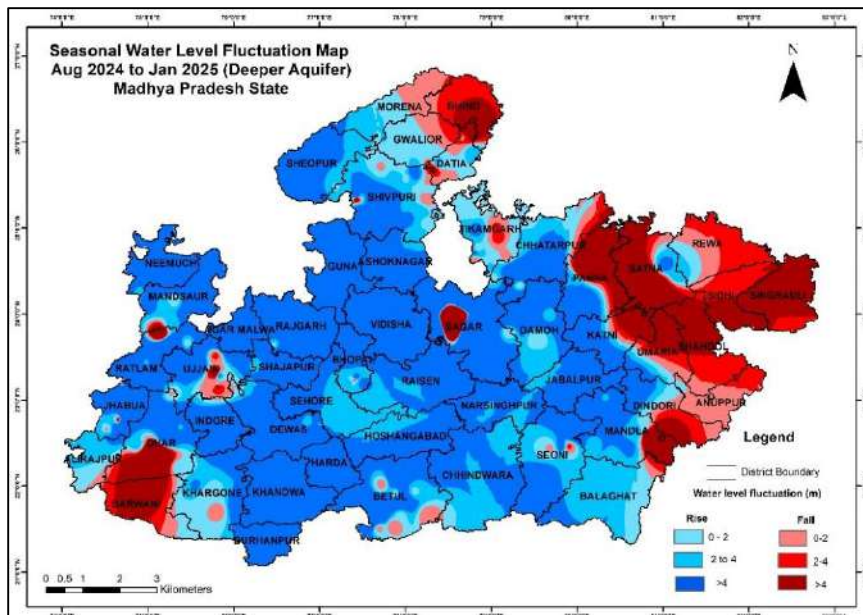 Seasonal Water Level Fluctuation Map
Aug 2024 to Jan 2025 (Deeper Aquifer)
Madhya Pradesh State
N
MORENA
BHIND
GWALIOR
DATIA
SHEOPUR
SHIVPURI
TIKAMGARH
CHHATARPUR
REWA
NEEMUCH
GUNA
ASHOKNAGAR
PANNA
SATNA
SIDHI
SINGRAULI
MANDSAUR
AGAR MALWA
RAJGARH
VIDISHA
SAGAR
DAMOH
KATNI
UMARIA
SHAHDOL
RATLAM
UJJAIN
SHAJAPUR
BHOPAL
RAISEN
JABALPUR
ANUPPUR
JHABUA
SEHORE
NARSINGHPUR
DINDORI
INDORE
DEWAS
HOSHANGABAD
MANDLA
DHAR
ALIRAJPUR
SEONI
HARDA
CHHINDWARA
BARWANI
KHARGONE
KHANDWA
BETUL
BALAGHAT
BURHANPUR
Legend
District Boundary
Water level fluctuation (m)
Rise Fall
0 - 2 0-2
2 to 4 2-4
>4 >4
0 0.5 1 2 3
Kilometers